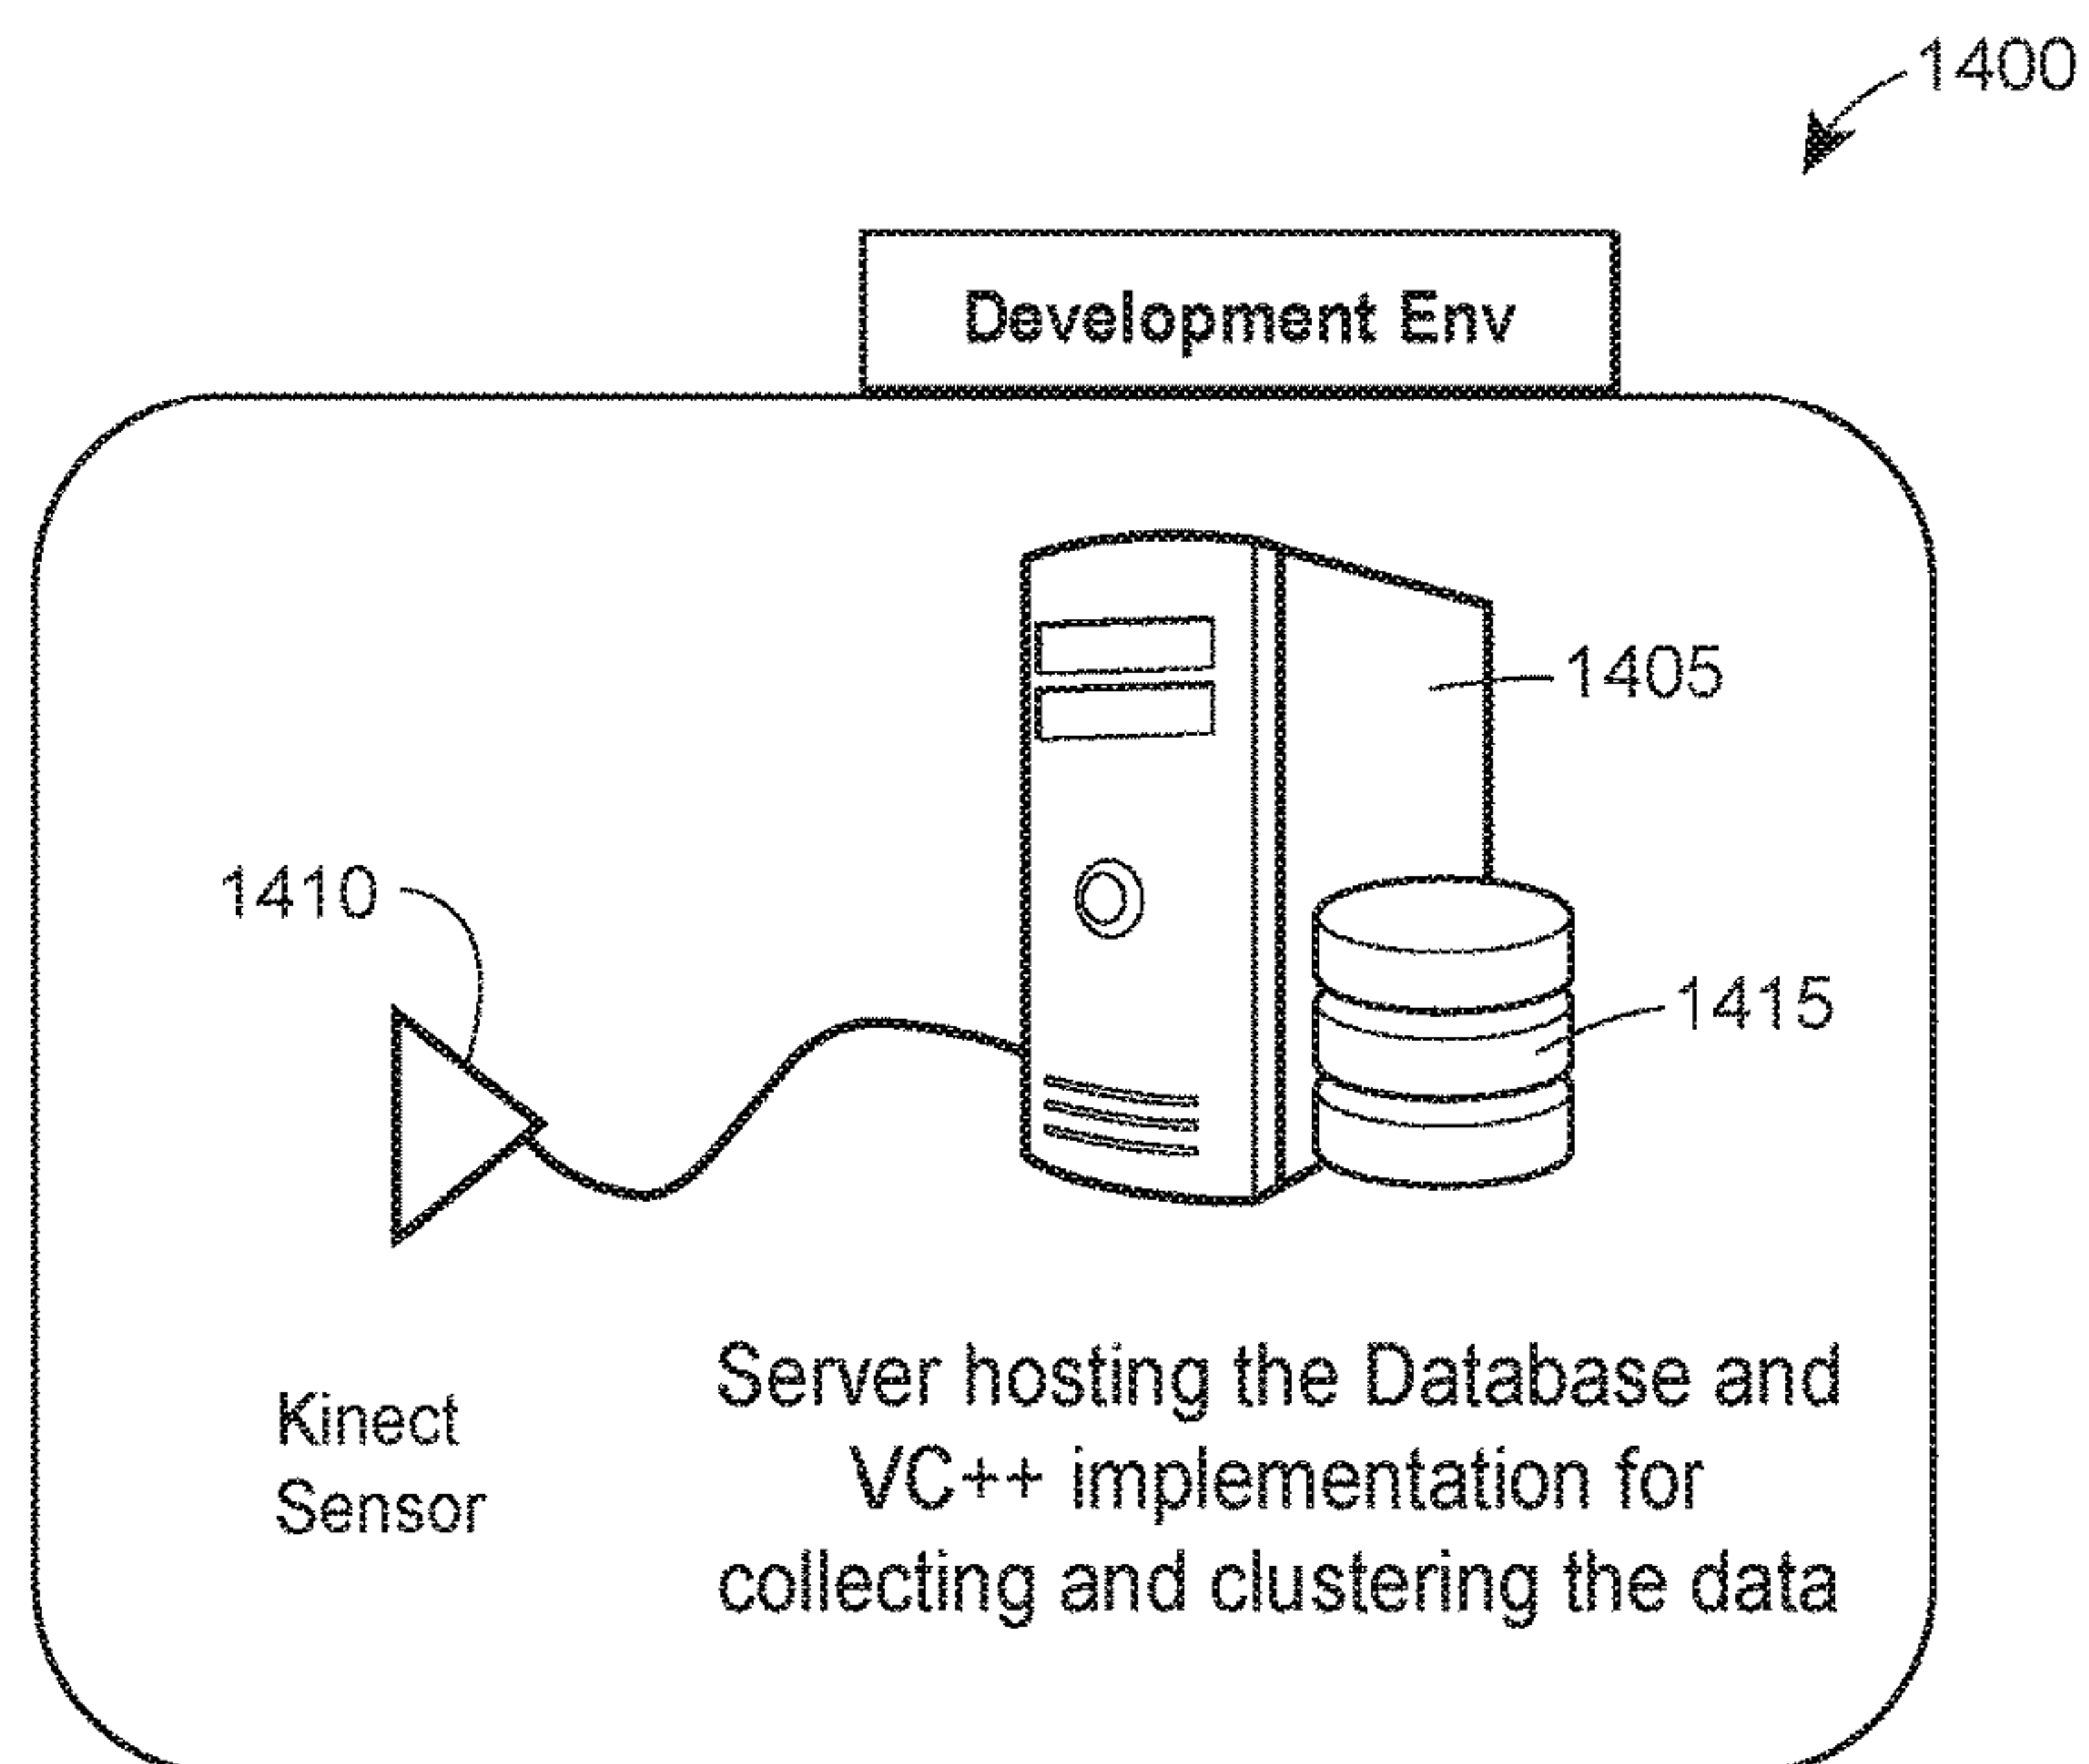 1400
Development Env
1405
1410
1415
Kinect
Sensor
Server hosting the Database and
VC++ implementation for
collecting and clustering the data